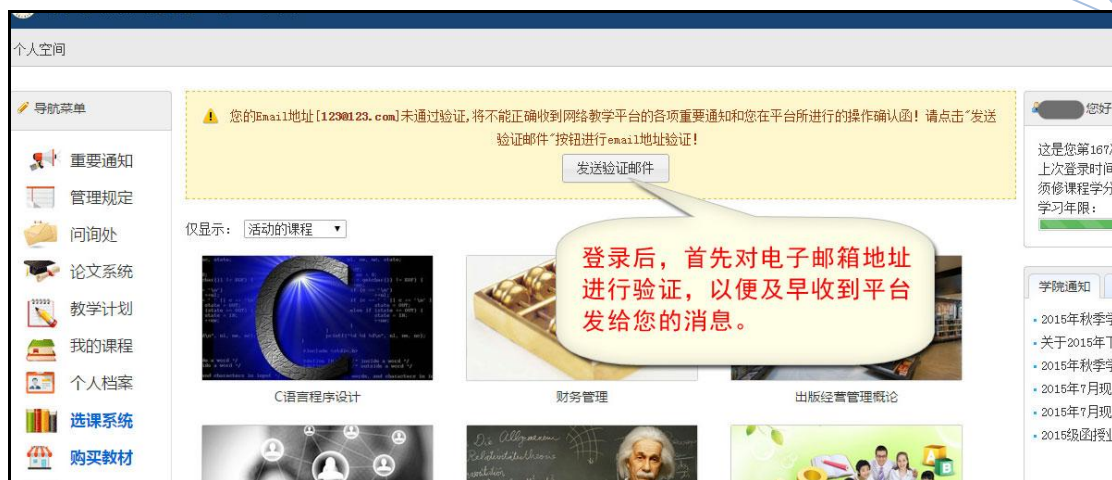 个人空间
导航菜单
重要通知
管理规定
问询处
论文系统
教学计划
我的课程
个人档案
选课系统
购买教材
您的Email地址[123@123.com]未通过验证,将不能正确收到网络教学平台的各项重要通知和您在平台所进行的操作确认函！请点击"发送
验证邮件"按钮进行email地址验证！
发送验证邮件
仅显示： 活动的课程
登录后，首先对电子邮箱地址
进行验证，以便及早收到平台
发给您的消息。
C语言程序设计
财务管理
出版经营管理概论
您好
这是您第167
上次登录时间
须修课程学分
学习年限：
学院通知
2015年秋季学
关于2015年下
2015年秋季学
2015年7月现
2015年7月现
2015级函授业